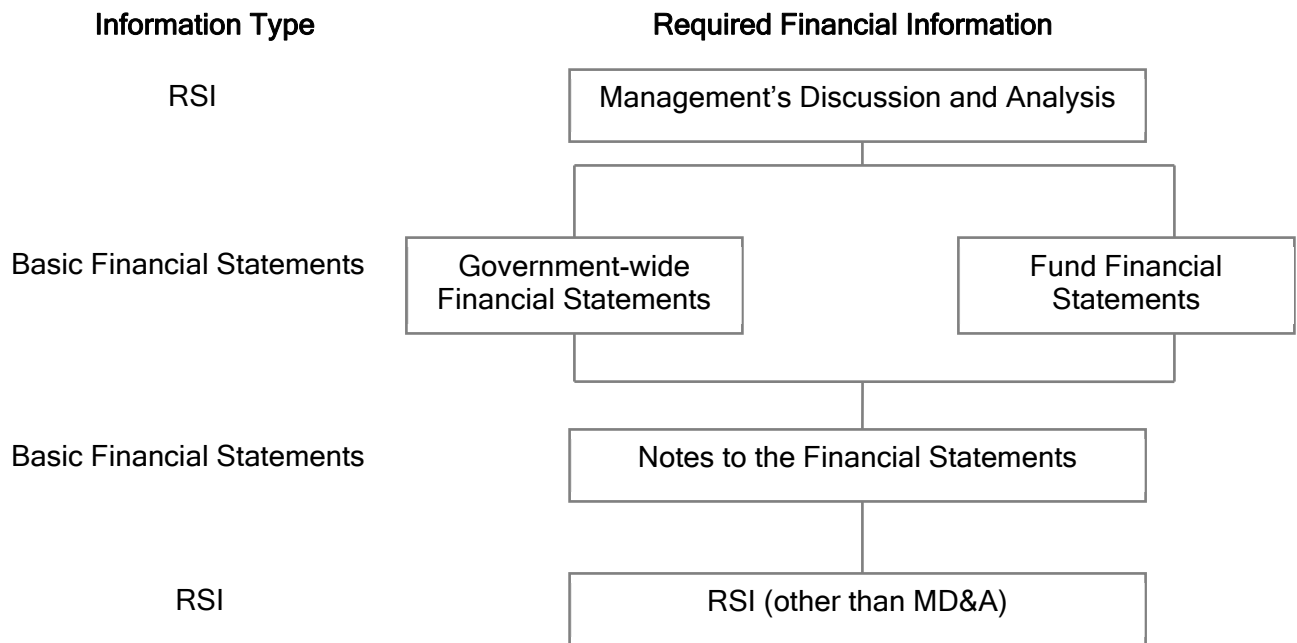 Information Type
Required Financial Information
RSI
Management's Discussion and Analysis
Basic Financial Statements
Government-wide
Financial Statements
Fund Financial
Statements
Basic Financial Statements
Notes to the Financial Statements
RSI
RSI (other than MD&A)